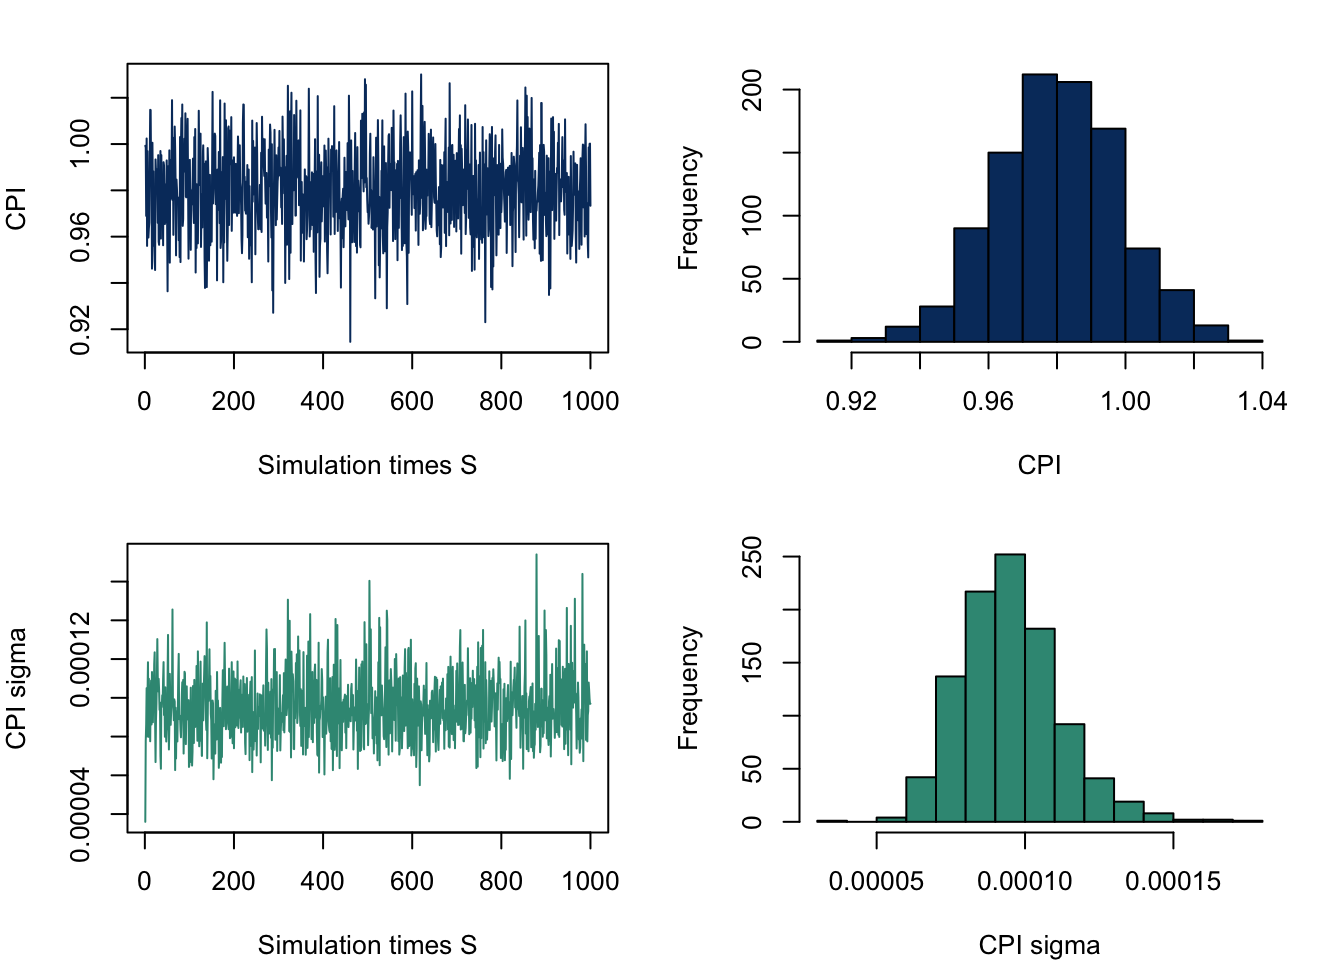 CPI
0.92 0.96 1.00
0 200 400 600 800 1000
Simulation times S
Frequency
0 50 100 200
0.92 0.96 1.00 1.04
CPI
CPI sigma
0.00004 0.00012
0 200 400 600 800 1000
Simulation times S
Frequency
0 50 150 250
0.00005 0.00010 0.00015
CPI sigma